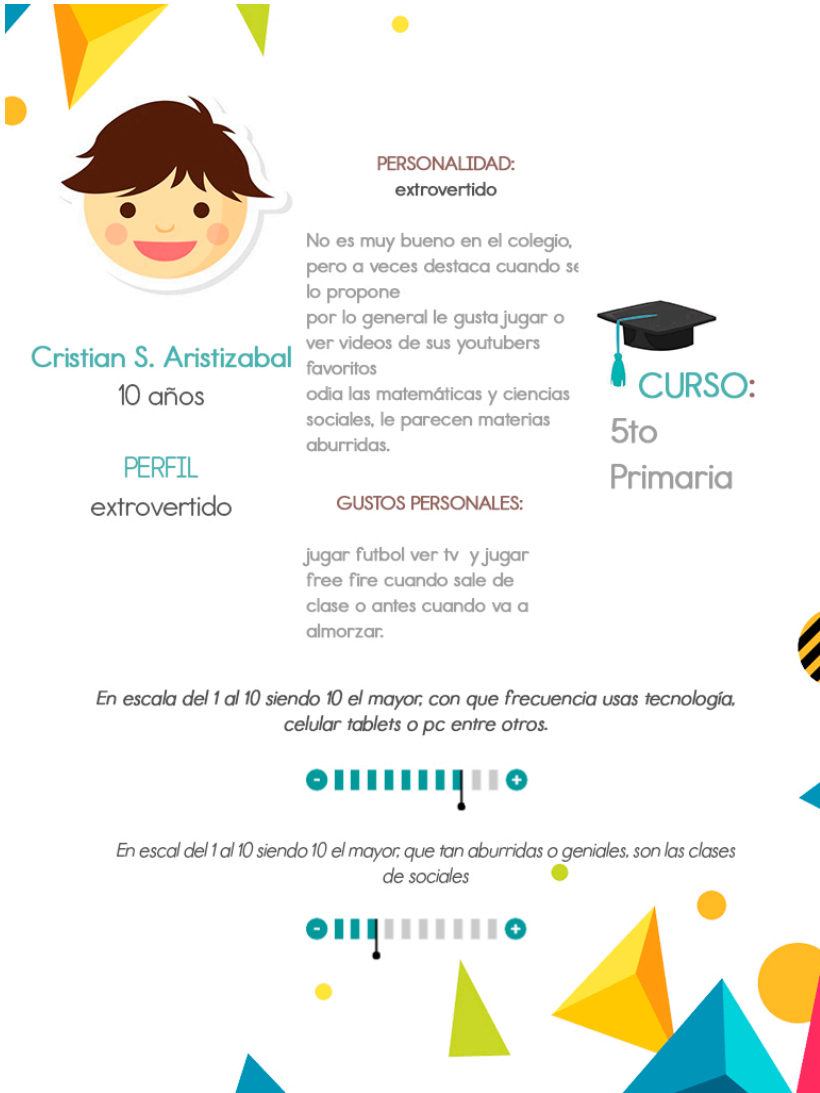 Cristian S. Aristizabal
10 años
PERFIL
extrovertido
PERSONALIDAD:
extrovertido
No es muy bueno en el colegio,
pero a veces destaca cuando se
lo propone
por lo general le gusta jugar o
ver videos de sus youtubers
favoritos
odia las matemáticas y ciencias
sociales, le parecen materias
aburridas.
GUSTOS PERSONALES:
jugar futbol ver tv y jugar
free fire cuando sale de
clase o antes cuando va a
almorzar.
CURSO:
5to
Primaria
En escala del 1 al 10 siendo 10 el mayor, con que frecuencia usas tecnología,
celular tablets o pc entre otros.
En escal del 1 al 10 siendo 10 el mayor, que tan aburridas o geniales, son las clases
de sociales